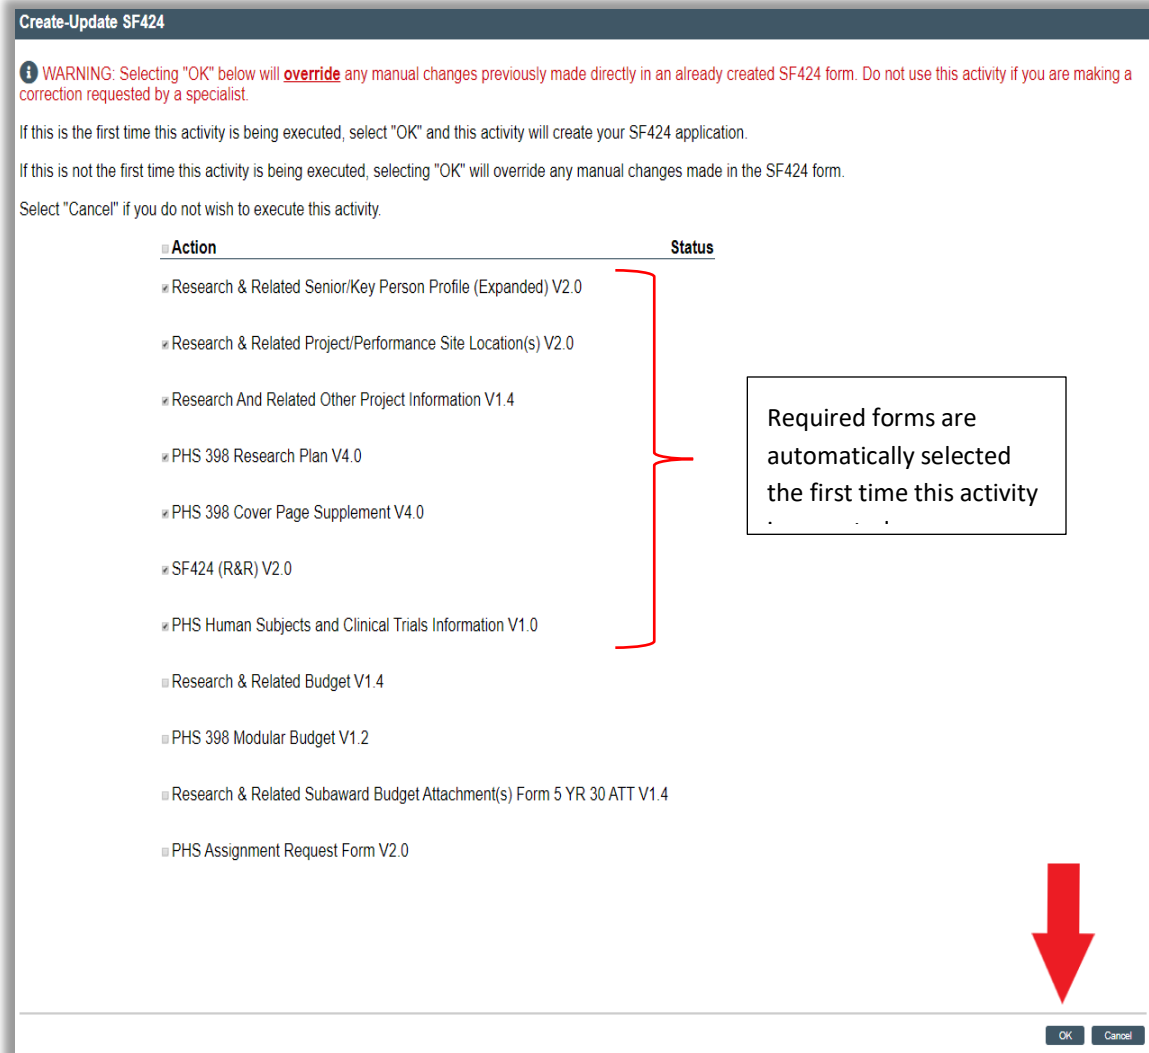 Create-Update SF424
WARNING: Selecting "OK" below will override any manual changes previously made directly in an already created SF424 form. Do not use this activity if you are making a
correction requested by a specialist.
If this is the first time this activity is being executed, select "OK" and this activity will create your SF424 application.
If this is not the first time this activity is being executed, selecting "OK" will override any manual changes made in the SF424 form.
Select "Cancel" if you do not wish to execute this activity.
Action Status
Research & Related Senior/Key Person Profile (Expanded) V2.0
Research & Related Project/Performance Site Location(s) V2.0
Research And Related Other Project Information V1.4
PHS 398 Research Plan V4.0
PHS 398 Cover Page Supplement V4.0
SF424 (R&R) V2.0
PHS Human Subjects and Clinical Trials Information V1.0
Research & Related Budget V1.4
PHS 398 Modular Budget V1.2
Research & Related Subaward Budget Attachment(s) Form 5 YR 30 ATT V1.4
PHS Assignment Request Form V2.0
Required forms are
automatically selected
the first time this activity
OK Cancel